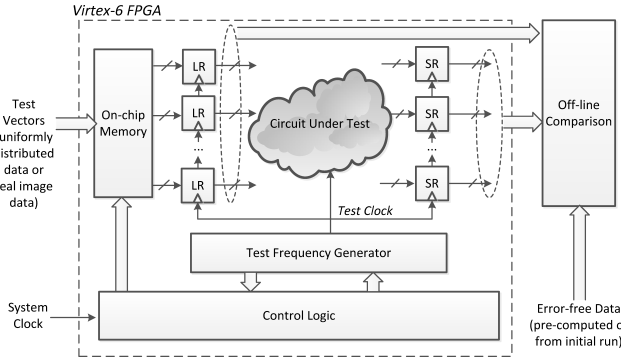 Virtex-6 FPGA
Test
Vectors
uniformly
distributed
data or
real image
data)
On-chip
Memory
LR
LR
...
LR
Circuit Under Test
SR
SR
...
SR
Off-line
Comparison
Test Clock
Test Frequency Generator
System
Clock
Control Logic
Error-free Data
(pre-computed o
from initial run)